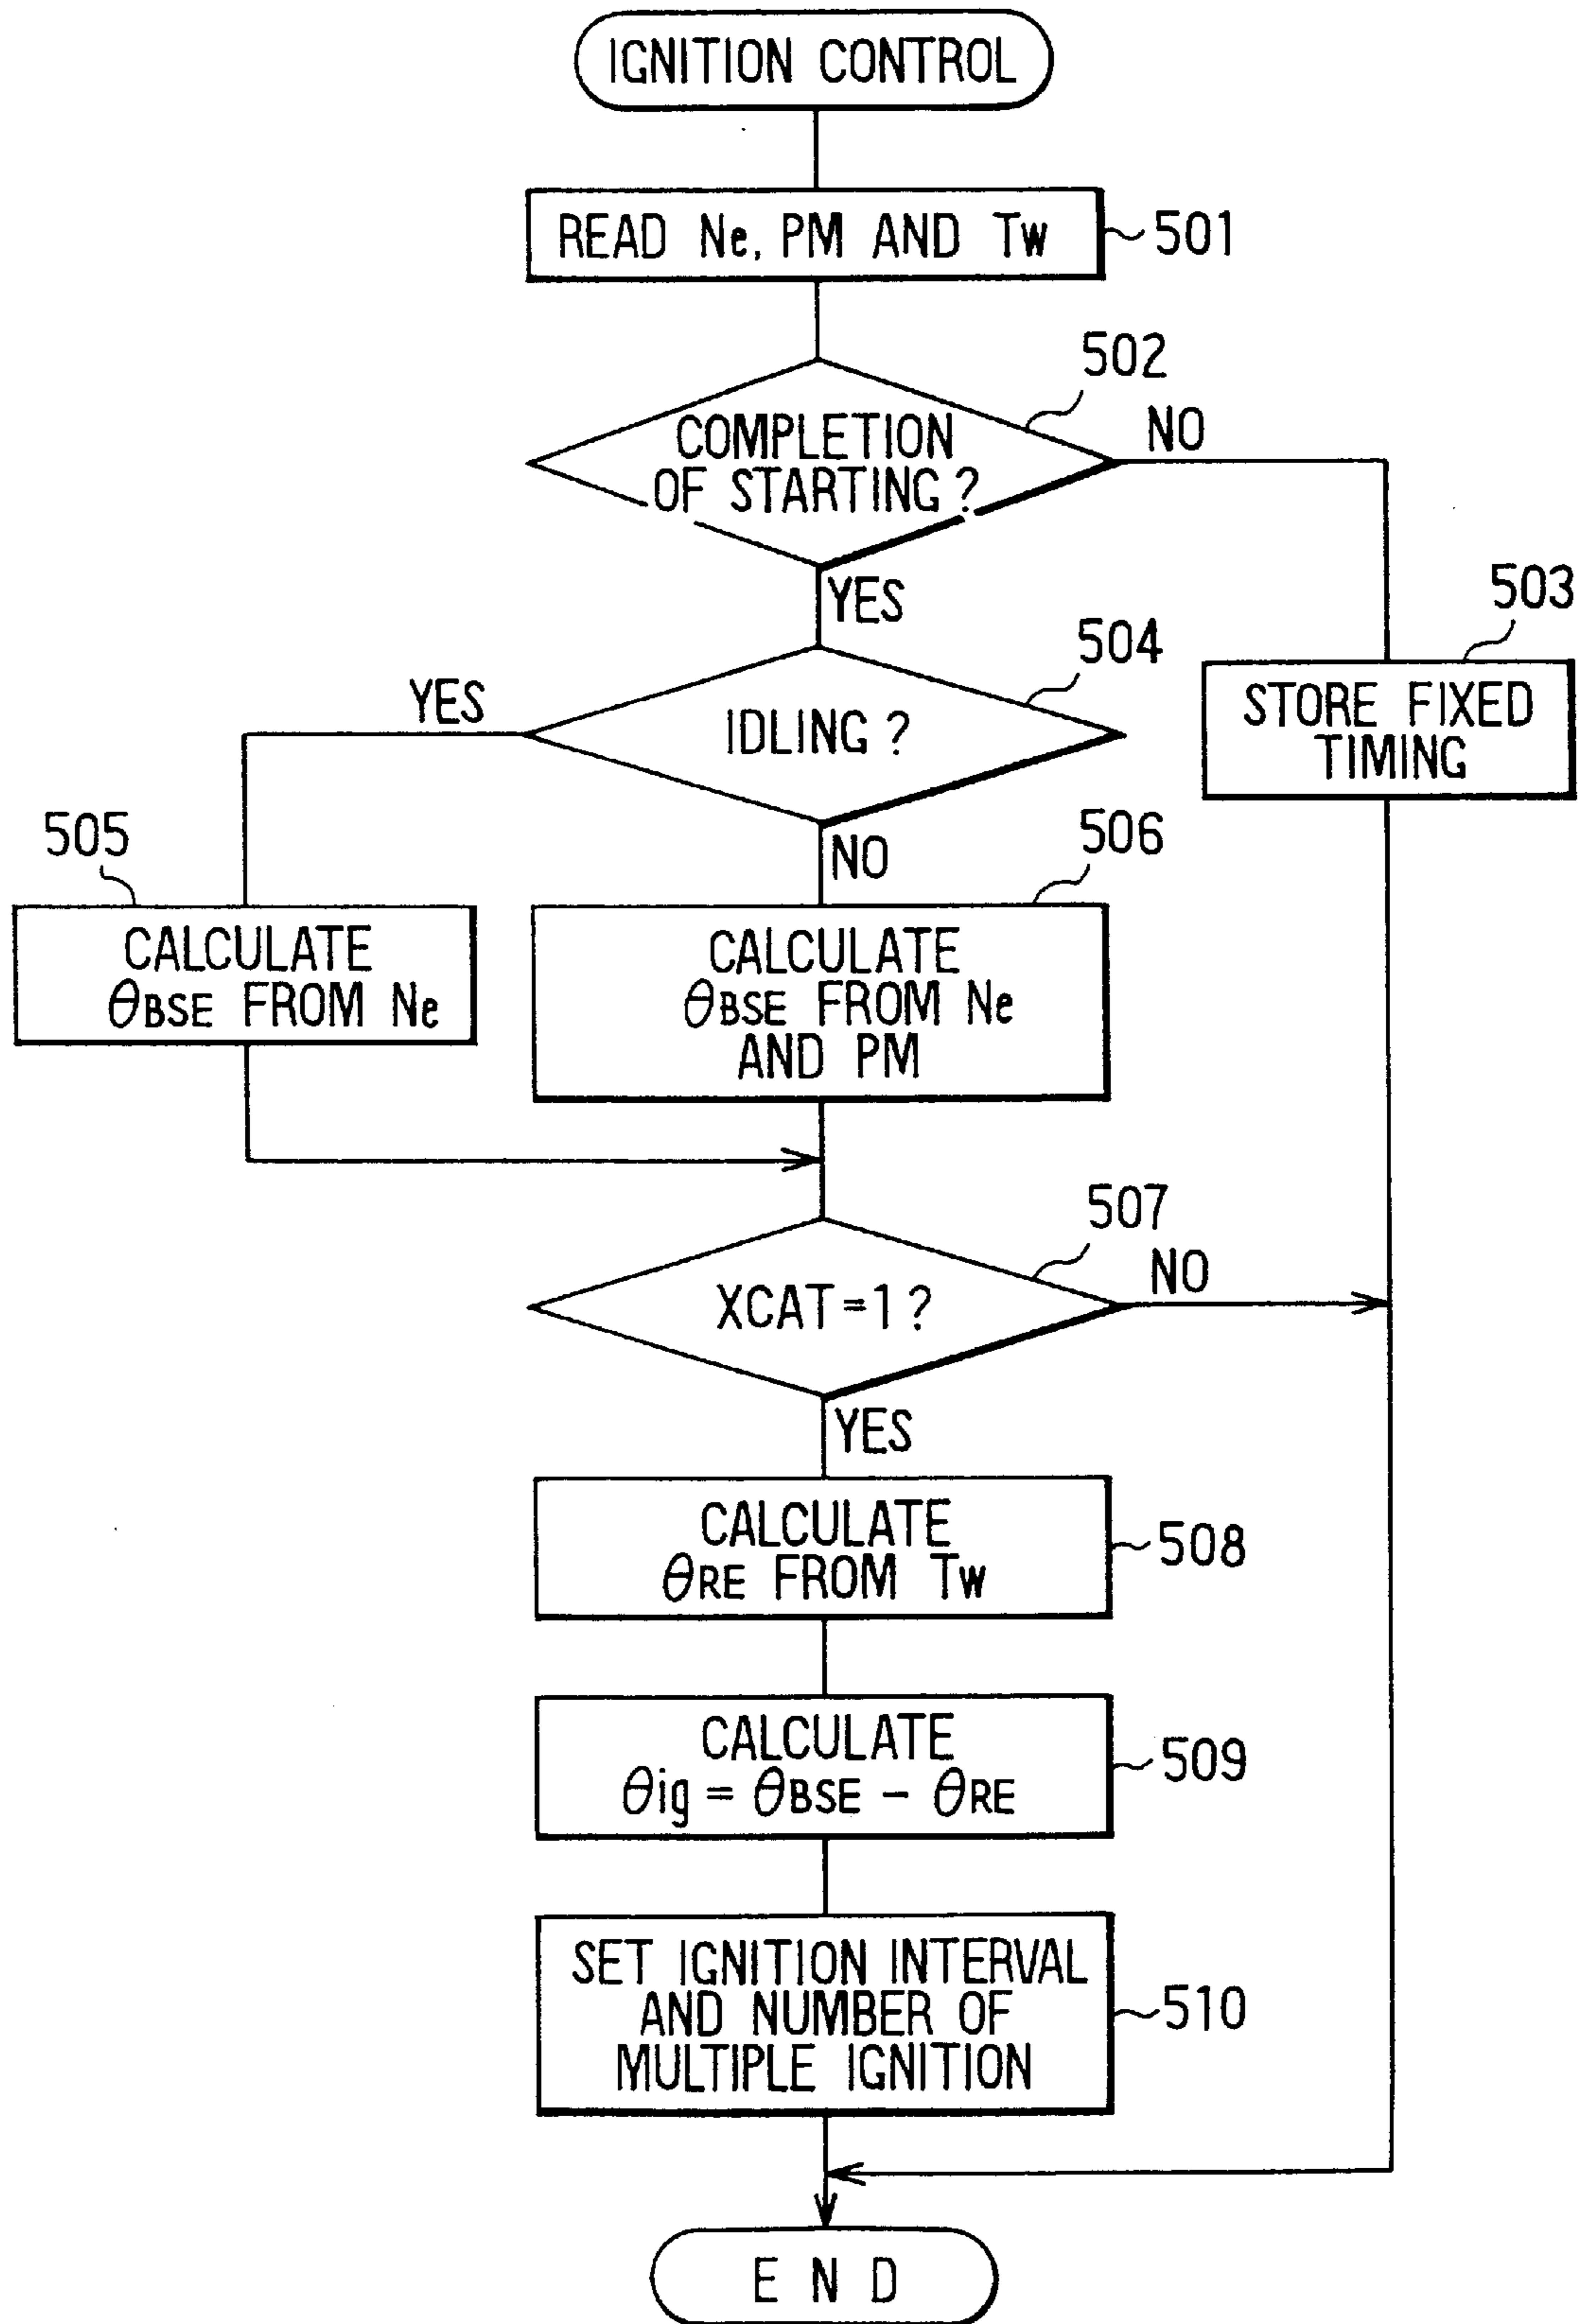 IGNITION CONTROL
READ Ne, PM AND Tw
501
502
COMPLETION
OF STARTING ?
NO
YES
503
STORE FIXED
TIMING
504
IDLING ?
YES
NO
505
CALCULATE
θBSE FROM Ne
506
CALCULATE
θBSE FROM Ne
AND PM
507
XCAT=1 ?
NO
YES
CALCULATE
θRE FROM Tw
508
CALCULATE
θig = θBSE - θRE
509
SET IGNITION INTERVAL
AND NUMBER OF
MULTIPLE IGNITION
510
END